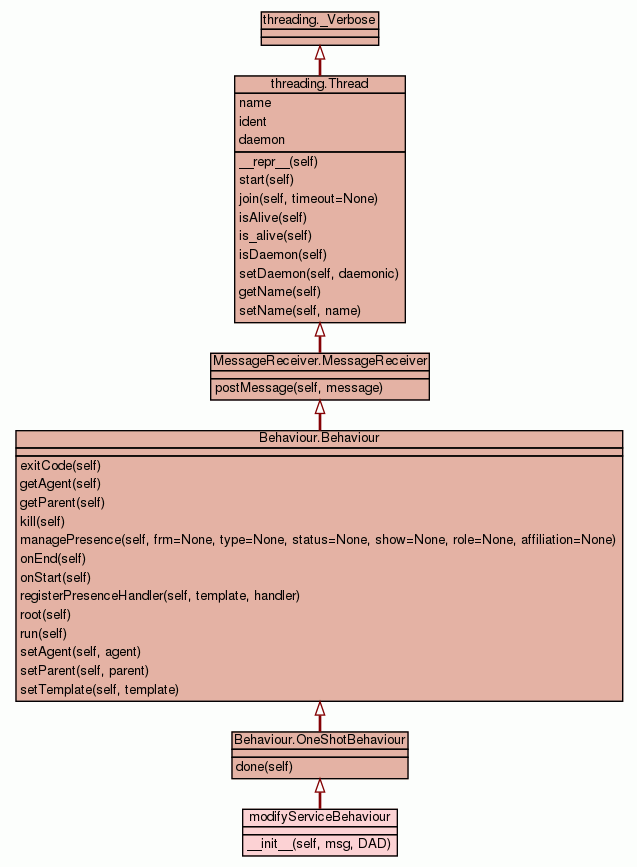 threading._Verbose
threading.Thread
name
ident
daemon
__repr__(self)
start(self)
join(self, timeout=None)
isAlive(self)
is_alive(self)
isDaemon(self)
setDaemon(self, daemonic)
getName(self)
setName(self, name)
MessageReceiver.MessageReceiver
postMessage(self, message)
Behaviour.Behaviour
exitCode(self)
getAgent(self)
getParent(self)
kill(self)
managePresence(self, frm=None, type=None, status=None, show=None, role=None, affiliation=None)
onEnd(self)
onStart(self)
registerPresenceHandler(self, template, handler)
root(self)
run(self)
setAgent(self, agent)
setParent(self, parent)
setTemplate(self, template)
Behaviour.OneShotBehaviour
done(self)
modifyServiceBehaviour
__init__(self, msg, DAD)